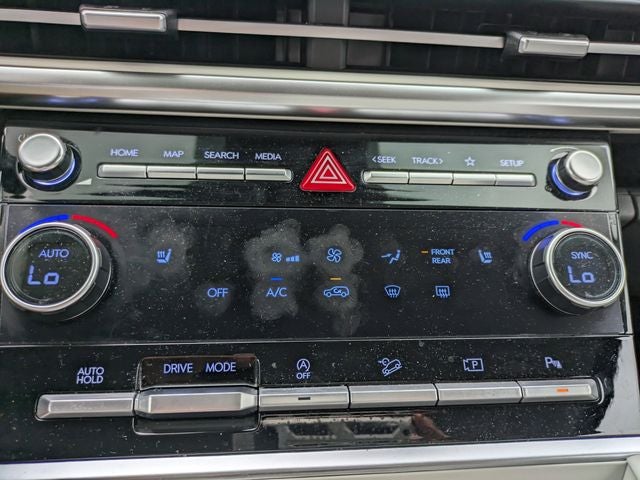 HOME MAP SEARCH MEDIA <SEEK TRACK> SETUP
AUTO
Lo
FRONT
REAR
SYNC
Lo
OFF A/C
AUTO
HOLD
DRIVE MODE
A
OFF
P
P